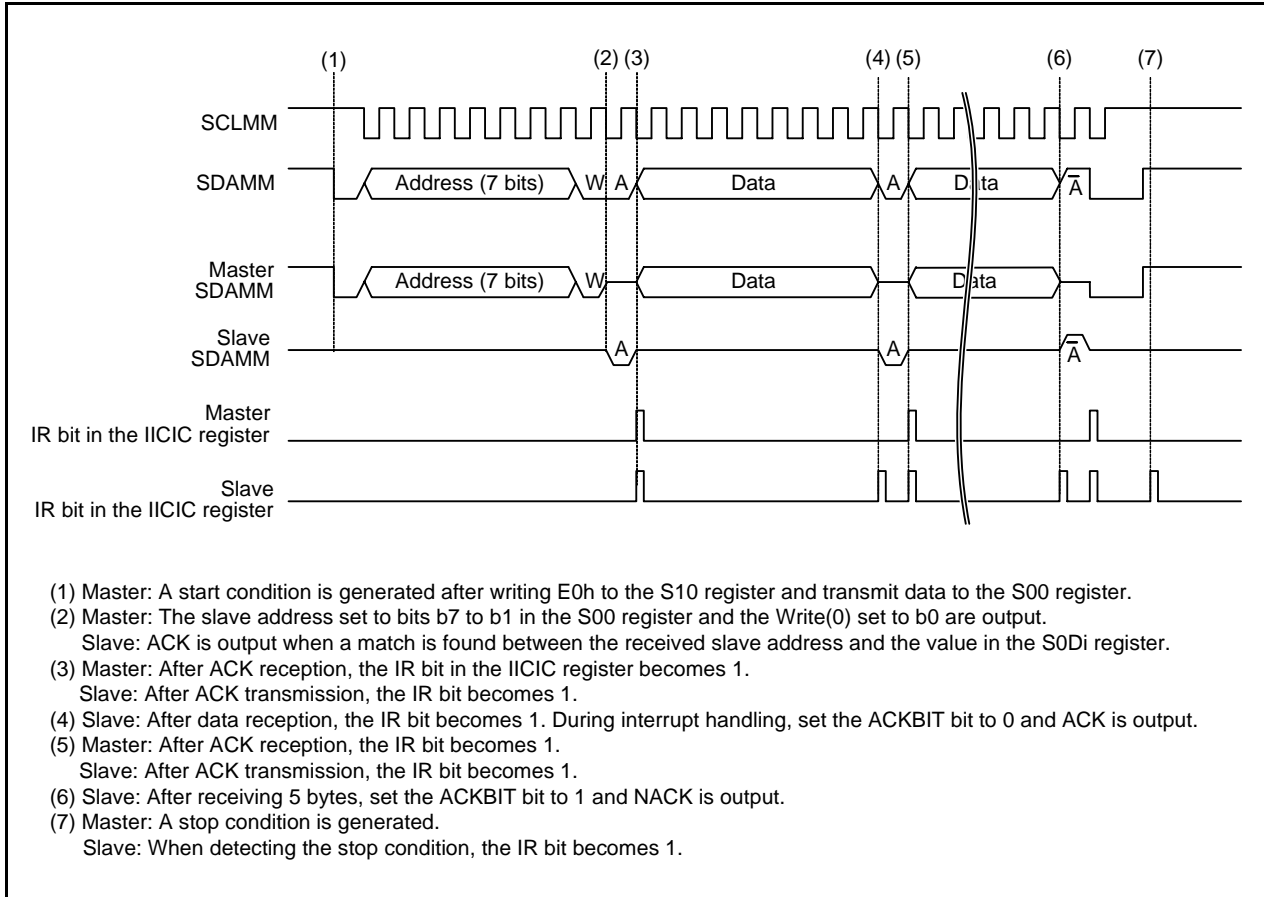 (1) (2) (3) (4) (5) (6) (7)
SCLMM
SDAMM Address (7 bits) W A Data A Data A̅
Master
SDAMM Address (7 bits) W Data Data
Slave
SDAMM A A A̅
Master
IR bit in the IICIC register
Slave
IR bit in the IICIC register
(1) Master: A start condition is generated after writing E0h to the S10 register and transmit data to the S00 register.
(2) Master: The slave address set to bits b7 to b1 in the S00 register and the Write(0) set to b0 are output.
Slave: ACK is output when a match is found between the received slave address and the value in the S0Di register.
(3) Master: After ACK reception, the IR bit in the IICIC register becomes 1.
Slave: After ACK transmission, the IR bit becomes 1.
(4) Slave: After data reception, the IR bit becomes 1. During interrupt handling, set the ACKBIT bit to 0 and ACK is output.
(5) Master: After ACK reception, the IR bit becomes 1.
Slave: After ACK transmission, the IR bit becomes 1.
(6) Slave: After receiving 5 bytes, set the ACKBIT bit to 1 and NACK is output.
(7) Master: A stop condition is generated.
Slave: When detecting the stop condition, the IR bit becomes 1.